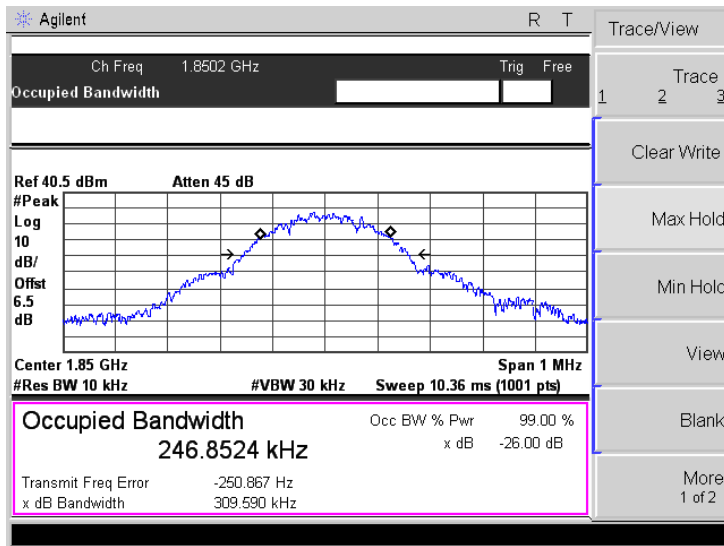 Agilent R T
Ch Freq 1.8502 GHz Trig Free
Occupied Bandwidth
Ref 40.5 dBm Atten 45 dB
#Peak
Log
10
dB/
Offst
6.5
dB
Center 1.85 GHz Span 1 MHz
#Res BW 10 kHz #VBW 30 kHz Sweep 10.36 ms (1001 pts)
Occupied Bandwidth
246.8524 kHz
Occ BW % Pwr 99.00 %
x dB -26.00 dB
Transmit Freq Error -250.867 Hz
x dB Bandwidth 309.590 kHz
Trace/View
Trace
1 2 3
Clear Write
Max Hold
Min Hold
View
Blank
More
1 of 2